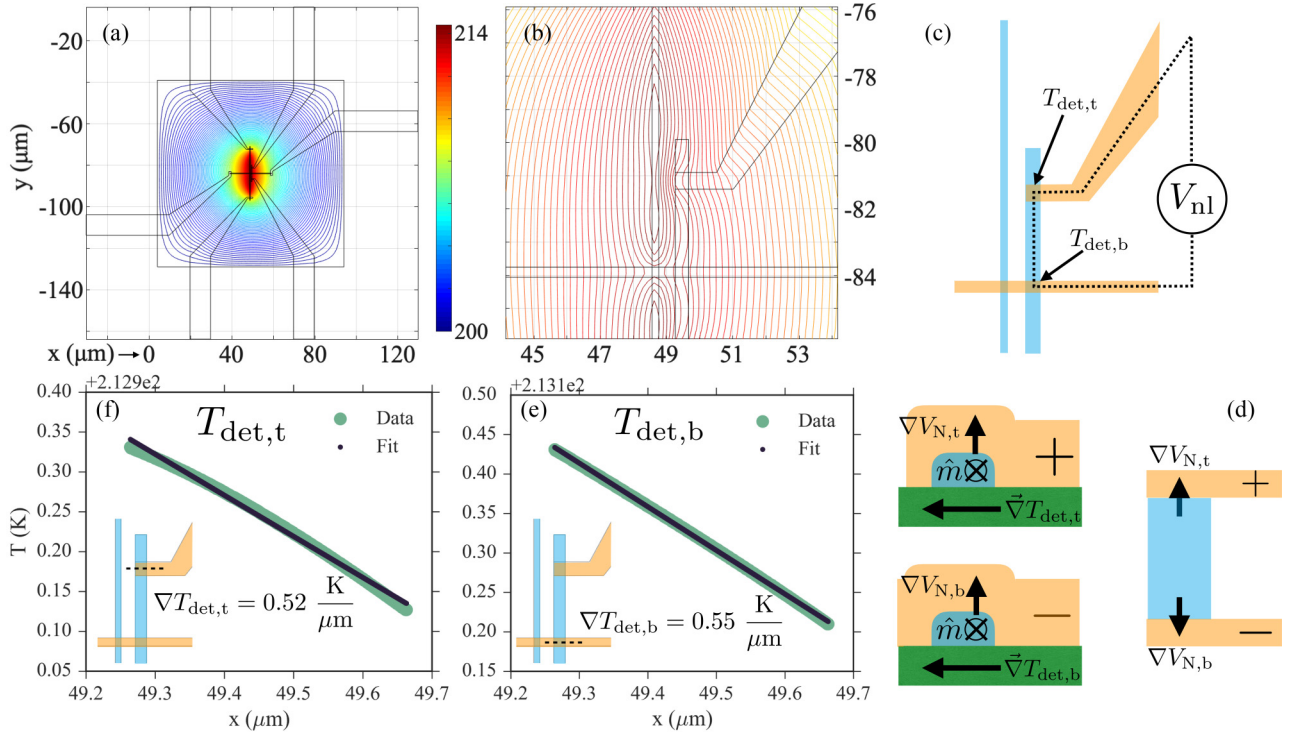 (a)
-20
-60
-100
-140
y (μm)
x (μm)→0
40
80
120
214
200
(b)
-76
-78
-80
-82
-84
45
47
49
51
53
(c)
T_det,t
T_det,b
V_nl
+2.129e2
(f)
T_det,t
Data
Fit
0.40
0.35
0.30
0.25
0.20
0.15
0.10
0.05
T (K)
∇T_det,t = 0.52 K/μm
49.2
49.3
49.4
49.5
49.6
49.7
x (μm)
+2.131e2
(e)
T_det,b
Data
Fit
0.50
0.45
0.40
0.35
0.30
0.25
0.20
0.15
∇T_det,b = 0.55 K/μm
49.2
49.3
49.4
49.5
49.6
49.7
x (μm)
(d)
∇V_N,t
m̂
+
∇⃗T_det,t
∇V_N,b
m̂
−
∇⃗T_det,b
∇V_N,t
+
−
∇V_N,b